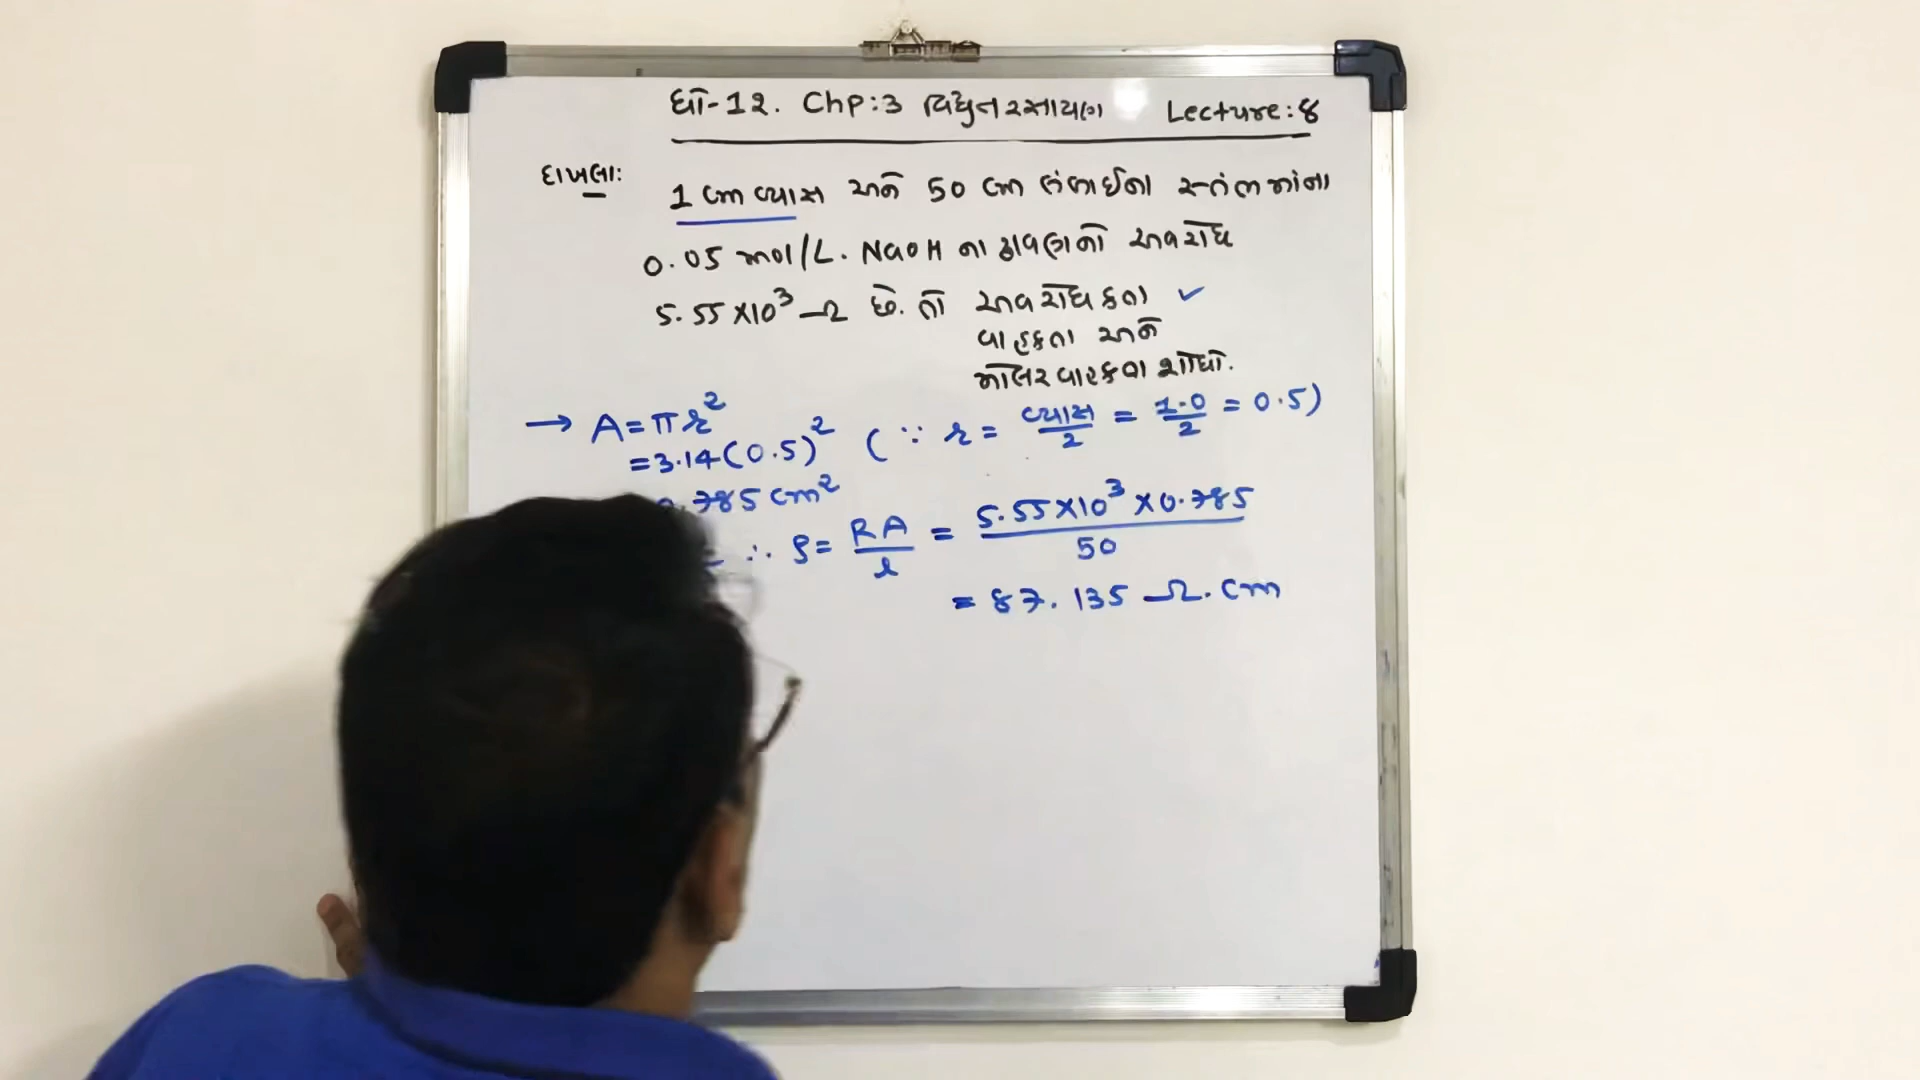 ધો-12. Chp:3 વિદ્યુતરસાયણ Lecture: 8
દાખલા:
1 cm વ્યાસ અને 50 cm લંબાઈના સ્તંભમાંના
0.05 mol/L. NaOH ના દ્રાવણનો અવરોધ
5.55×10³ Ω છે. તો અવરોધકતા ✓
વાહકતા અને
મોલર વાહકતા શોધો.
→ A=πr²
=3.14(0.5)² (∵ r = વ્યાસ/2 = 1.0/2 = 0.5)
0.785 cm²
∴ ρ = RA/l = 5.55×10³ ×0.785/50
= 87.135 Ω.cm